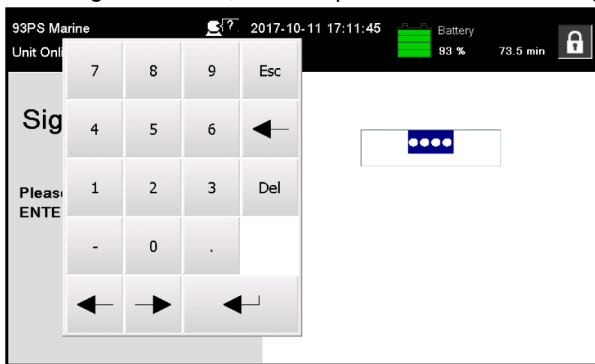 93PS Marine 2017-10-11 17:11:45 Battery
Unit Onli 93 % 73.5 min
7 8 9 Esc
Sig
4 5 6
1 2 3 Del
Pleas
ENTE
- 0 .